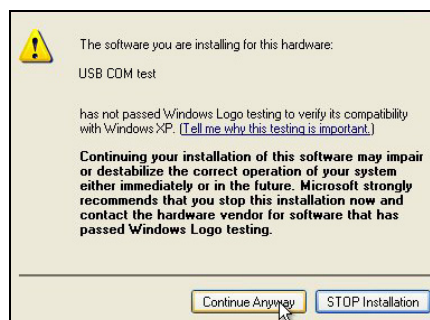 The software you are installing for this hardware:
USB COM test
has not passed Windows Logo testing to verify its compatibility
with Windows XP. (Tell me why this testing is important.)
Continuing your installation of this software may impair
or destabilize the correct operation of your system
either immediately or in the future. Microsoft strongly
recommends that you stop this installation now and
contact the hardware vendor for software that has
passed Windows Logo testing.
Continue Anyway
STOP Installation